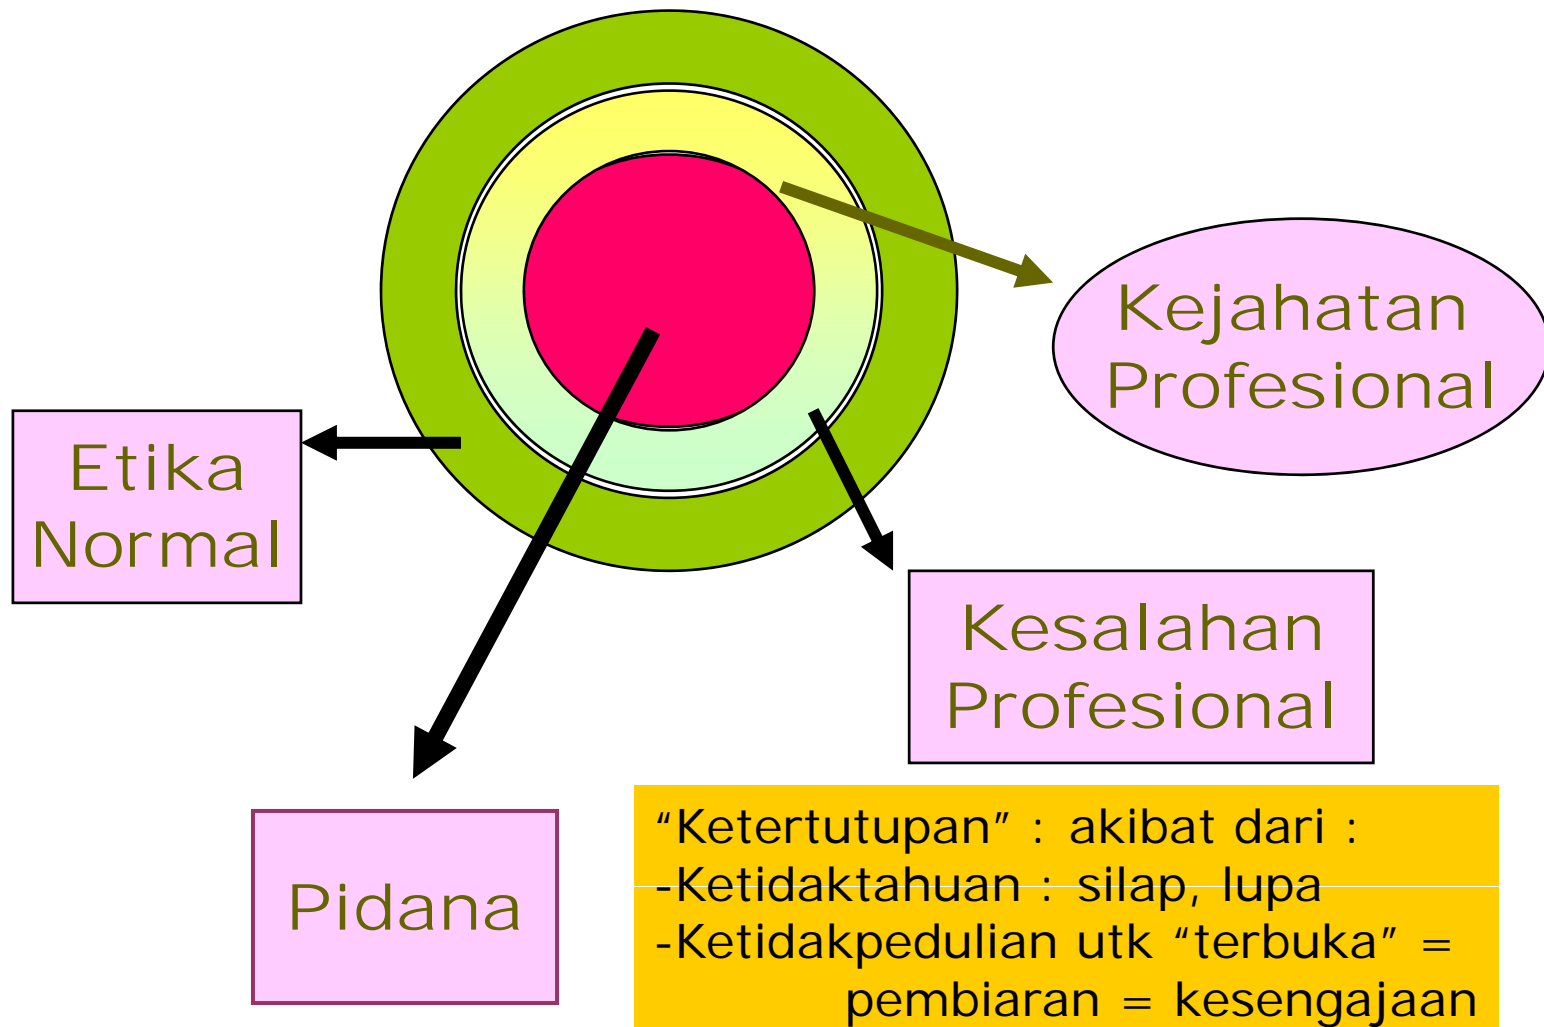 Kejahatan
Profesional
Etika
Normal
Kesalahan
Profesional
Pidana
“Ketertutupan” : akibat dari :
-Ketidaktahuan : silap, lupa
-Ketidakpedulian utk “terbuka” =
pembiaran = kesengajaan